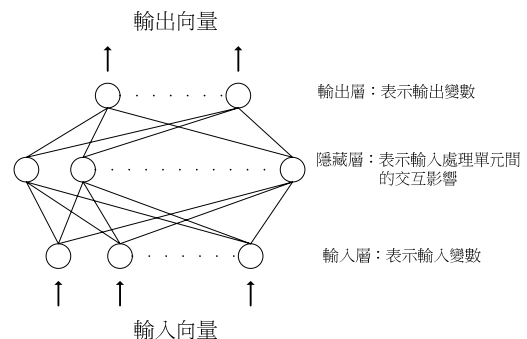 輸出向量
輸出層：表示輸出變數
隱藏層：表示輸入處理單元間
的交互影響
輸入層：表示輸入變數
輸入向量